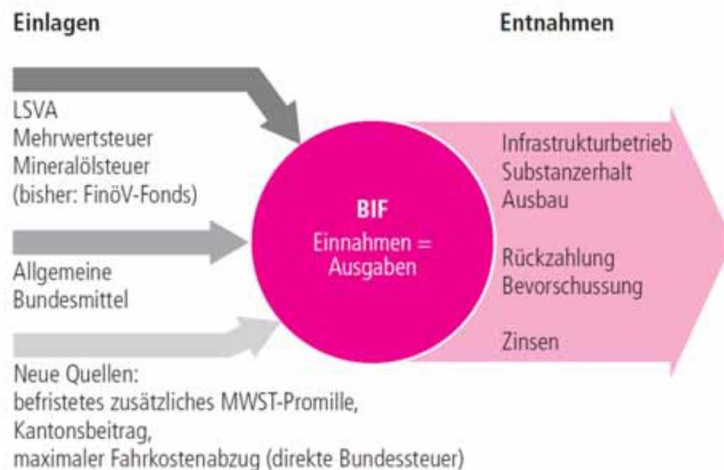 Einlagen
LSVA
Mehrwertsteuer
Mineralölsteuer
(bisher: FinöV-Fonds)
Allgemeine
Bundesmittel
Neue Quellen:
befristetes zusätzliches MWST-Promille,
Kantonsbeitrag,
maximaler Fahrkostenabzug (direkte Bundessteuer)
BIF
Einnahmen =
Ausgaben
Entnahmen
Infrastrukturbetrieb
Substanzerhalt
Ausbau
Rückzahlung
Bevorschussung
Zinsen